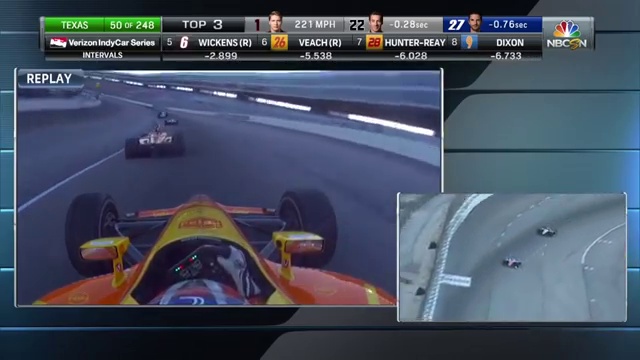 TEXAS 50 OF 248 TOP 3 1 221 MPH 22 -0.28sec 27 -0.76sec
Verizon IndyCar Series 5 6 WICKENS (R) 6 26 VEACH (R) 7 28 HUNTER-REAY 8 9 DIXON NBCSN
INTERVALS -2.899 -5.538 -6.028 -6.733
REPLAY